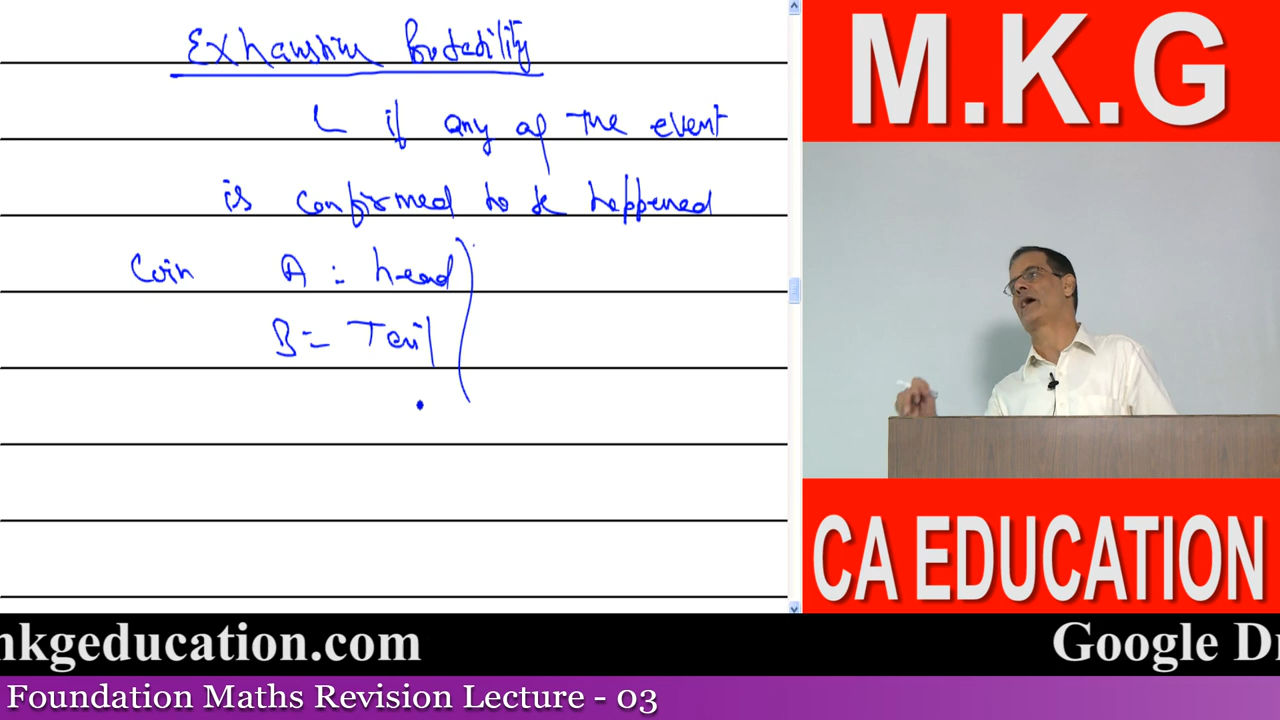 Exhaustive Probability
if any of the event
is confirmed to be happened
Coin A : head
B = Tail
M.K.G
CA EDUCATION
nkgeducation.com
Google Dr
Foundation Maths Revision Lecture - 03